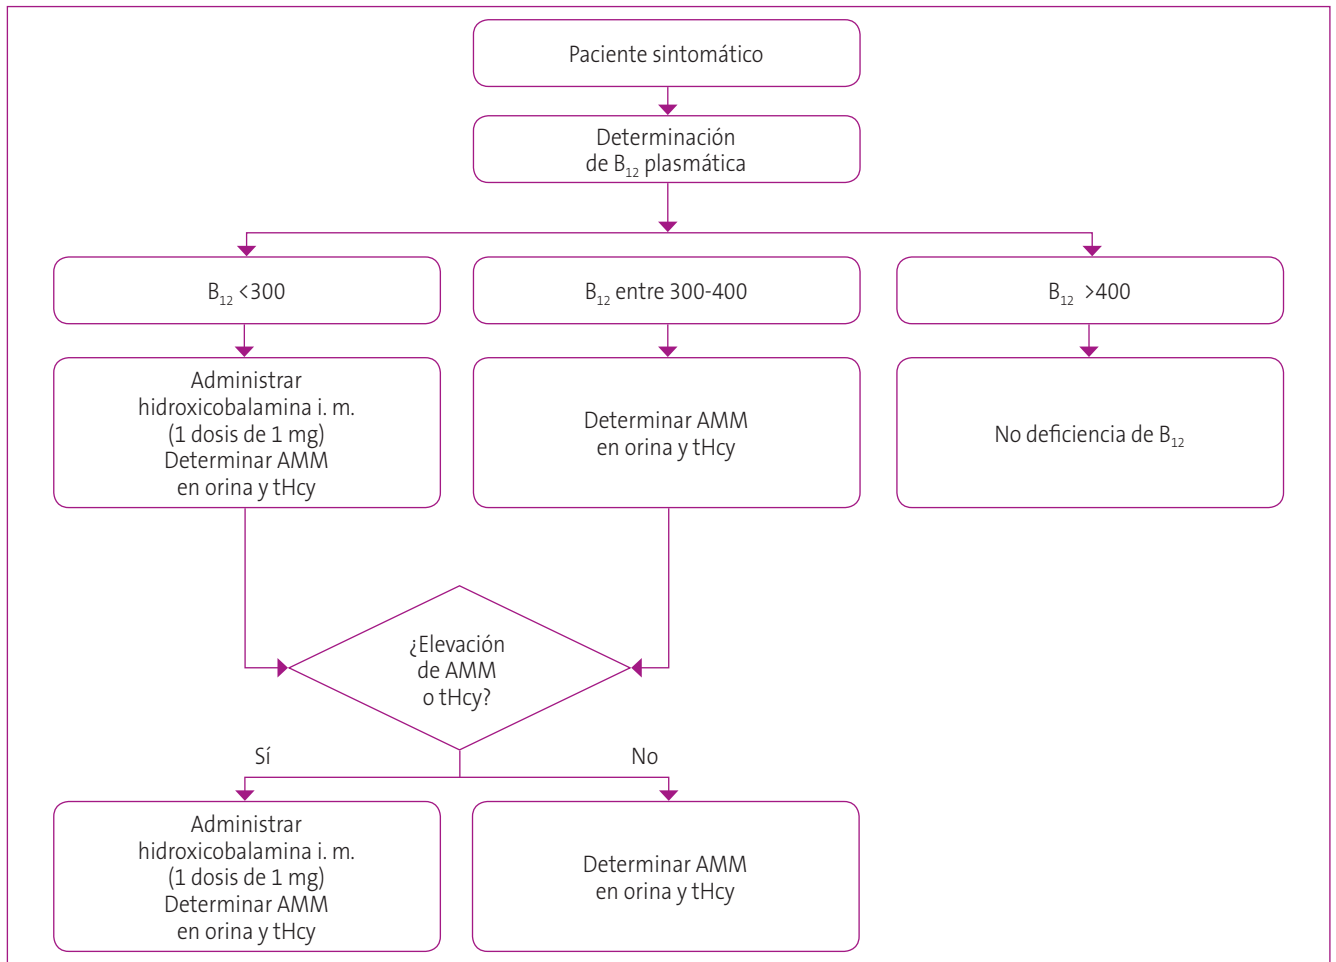 Paciente sintomático
Determinación
de B₁₂ plasmática
B₁₂ <300
B₁₂ entre 300-400
B₁₂ >400
Administrar
hidroxicobalamina i. m.
(1 dosis de 1 mg)
Determinar AMM
en orina y tHcy
Determinar AMM
en orina y tHcy
No deficiencia de B₁₂
¿Elevación
de AMM
o tHcy?
Sí
No
Administrar
hidroxicobalamina i. m.
(1 dosis de 1 mg)
Determinar AMM
en orina y tHcy
Determinar AMM
en orina y tHcy